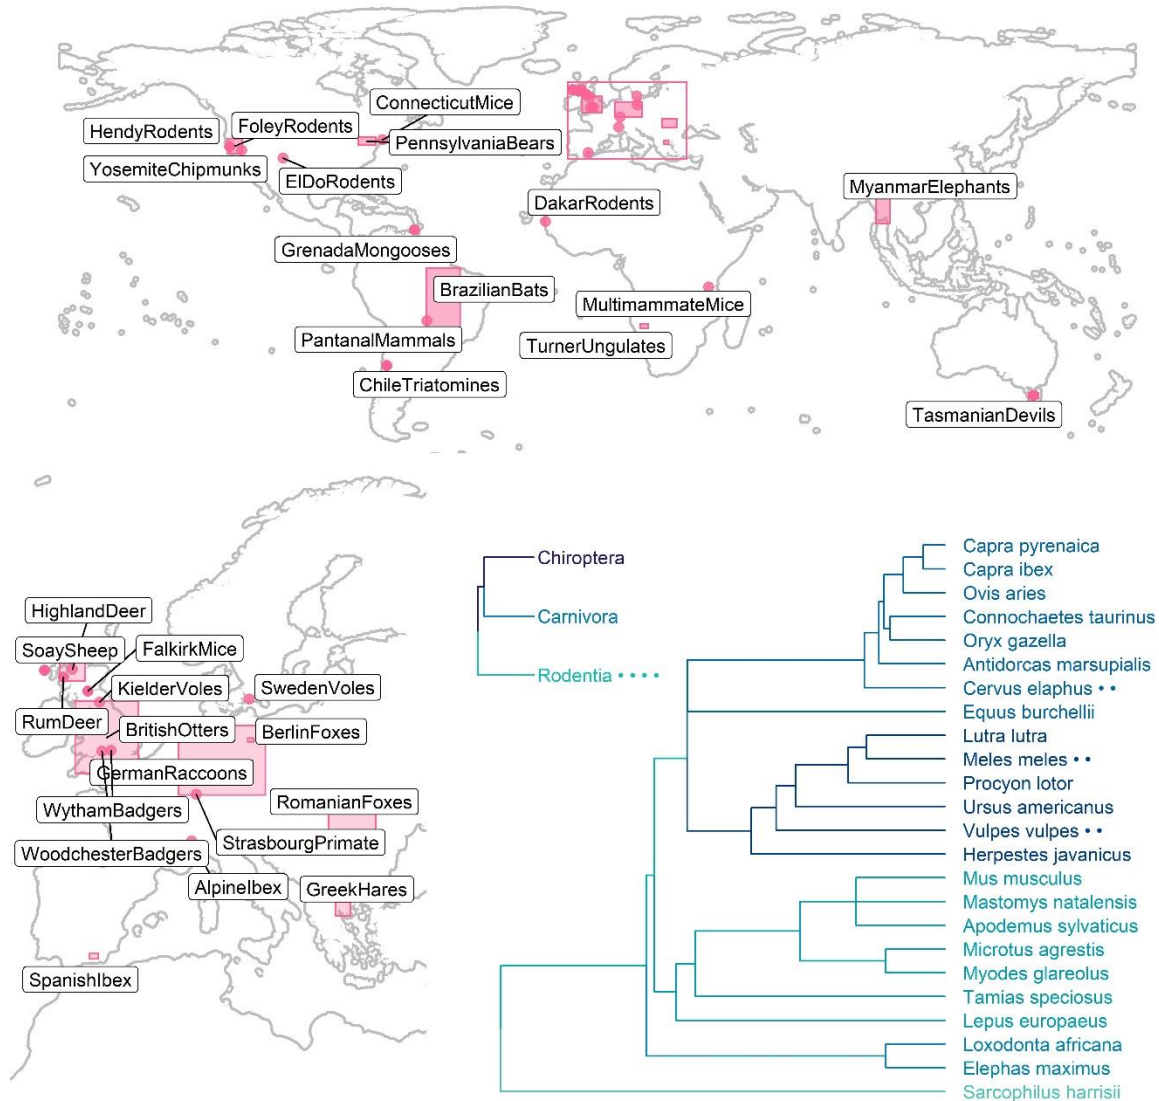 ConnecticutMice
HendyRodents
FoleyRodents
PennsylvaniaBears
YosemiteChipmunks
ElDoRodents
MyanmarElephants
DakarRodents
GrenadaMongooses
BrazilianBats
MultimammateMice
PantanalMammals
TurnerUngulates
ChileTriatomines
TasmanianDevils
HighlandDeer
SoaySheep
FalkirkMice
KielderVoles
SwedenVoles
RumDeer
BritishOtters
BerlinFoxes
GermanRaccoons
RomanianFoxes
WythamBadgers
StrasbourgPrimate
WoodchesterBadgers
AlpineIbex
GreekHares
SpanishIbex
Chiroptera
Carnivora
Rodentia ••••
Capra pyrenaica
Capra ibex
Ovis aries
Connochaetes taurinus
Oryx gazella
Antidorcas marsupialis
Cervus elaphus ••
Equus burchellii
Lutra lutra
Meles meles ••
Procyon lotor
Ursus americanus
Vulpes vulpes ••
Herpestes javanicus
Mus musculus
Mastomys natalensis
Apodemus sylvaticus
Microtus agrestis
Myodes glareolus
Tamias speciosus
Lepus europaeus
Loxodonta africana
Elephas maximus
Sarcophilus harrisii